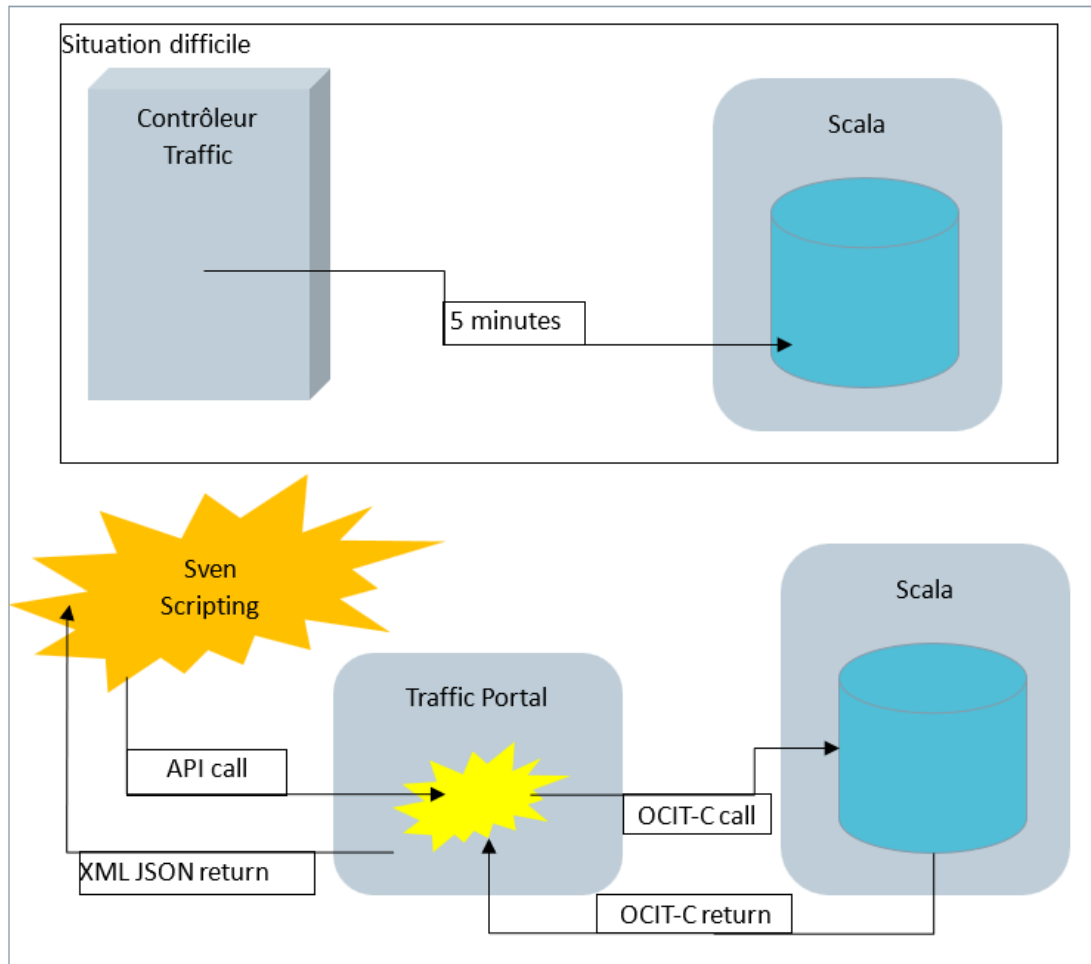 Situation difficile
Contrôleur
Traffic
Scala
5 minutes
Sven
Scripting
Scala
Traffic Portal
API call
OCIT-C call
XML JSON return
OCIT-C return